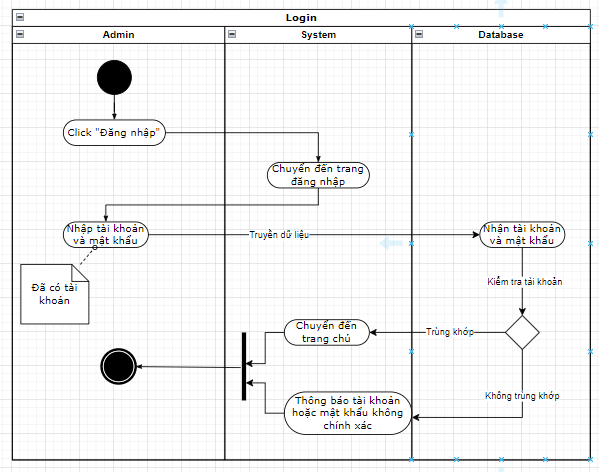 Login
Admin
System
Database
Click "Đăng nhập"
Chuyển đến trang
đăng nhập
Nhập tài khoản
và mật khẩu
Truyền dữ liệu
Nhận tài khoản
và mật khẩu
Đã có tài
khoản
Kiểm tra tài khoản
Chuyển đến
trang chủ
Trùng khớp
Không trùng khớp
Thông báo tài khoản
hoặc mật khẩu không
chính xác